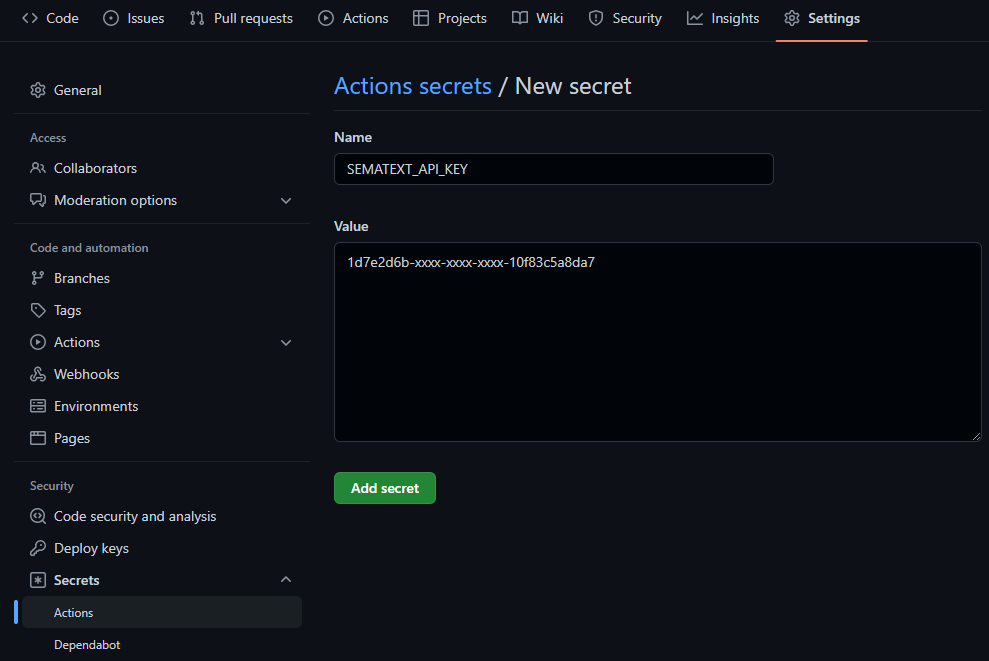 Code Issues Pull requests Actions Projects Wiki Security Insights Settings
General
Access
Collaborators
Moderation options
Code and automation
Branches
Tags
Actions
Webhooks
Environments
Pages
Security
Code security and analysis
Deploy keys
Secrets
Actions
Dependabot
Actions secrets / New secret
Name
SEMATEXT_API_KEY
Value
1d7e2d6b-xxxx-xxxx-xxxx-10f83c5a8da7
Add secret